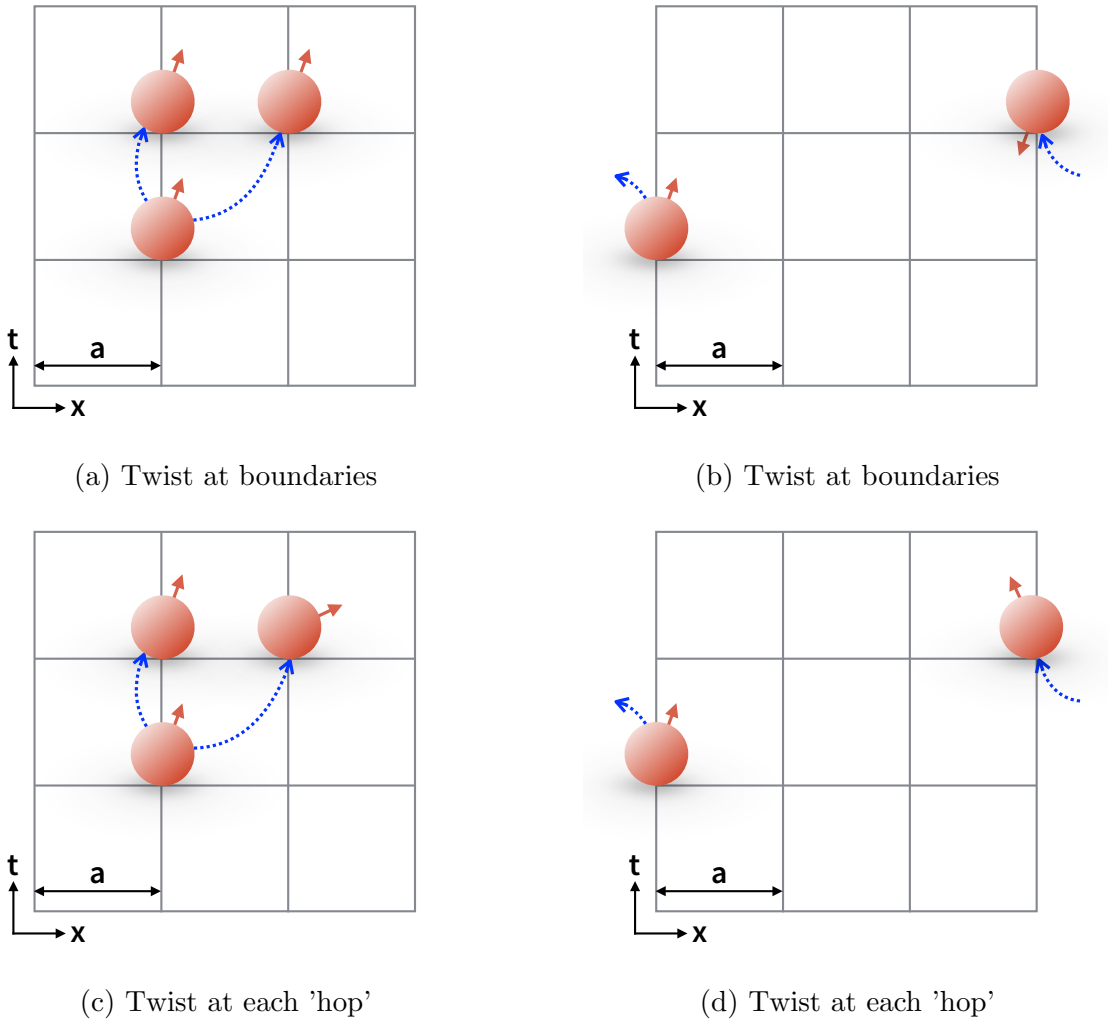 a
t
x
a
t
x
(a) Twist at boundaries
(b) Twist at boundaries
a
t
x
a
t
x
(c) Twist at each 'hop'
(d) Twist at each 'hop'